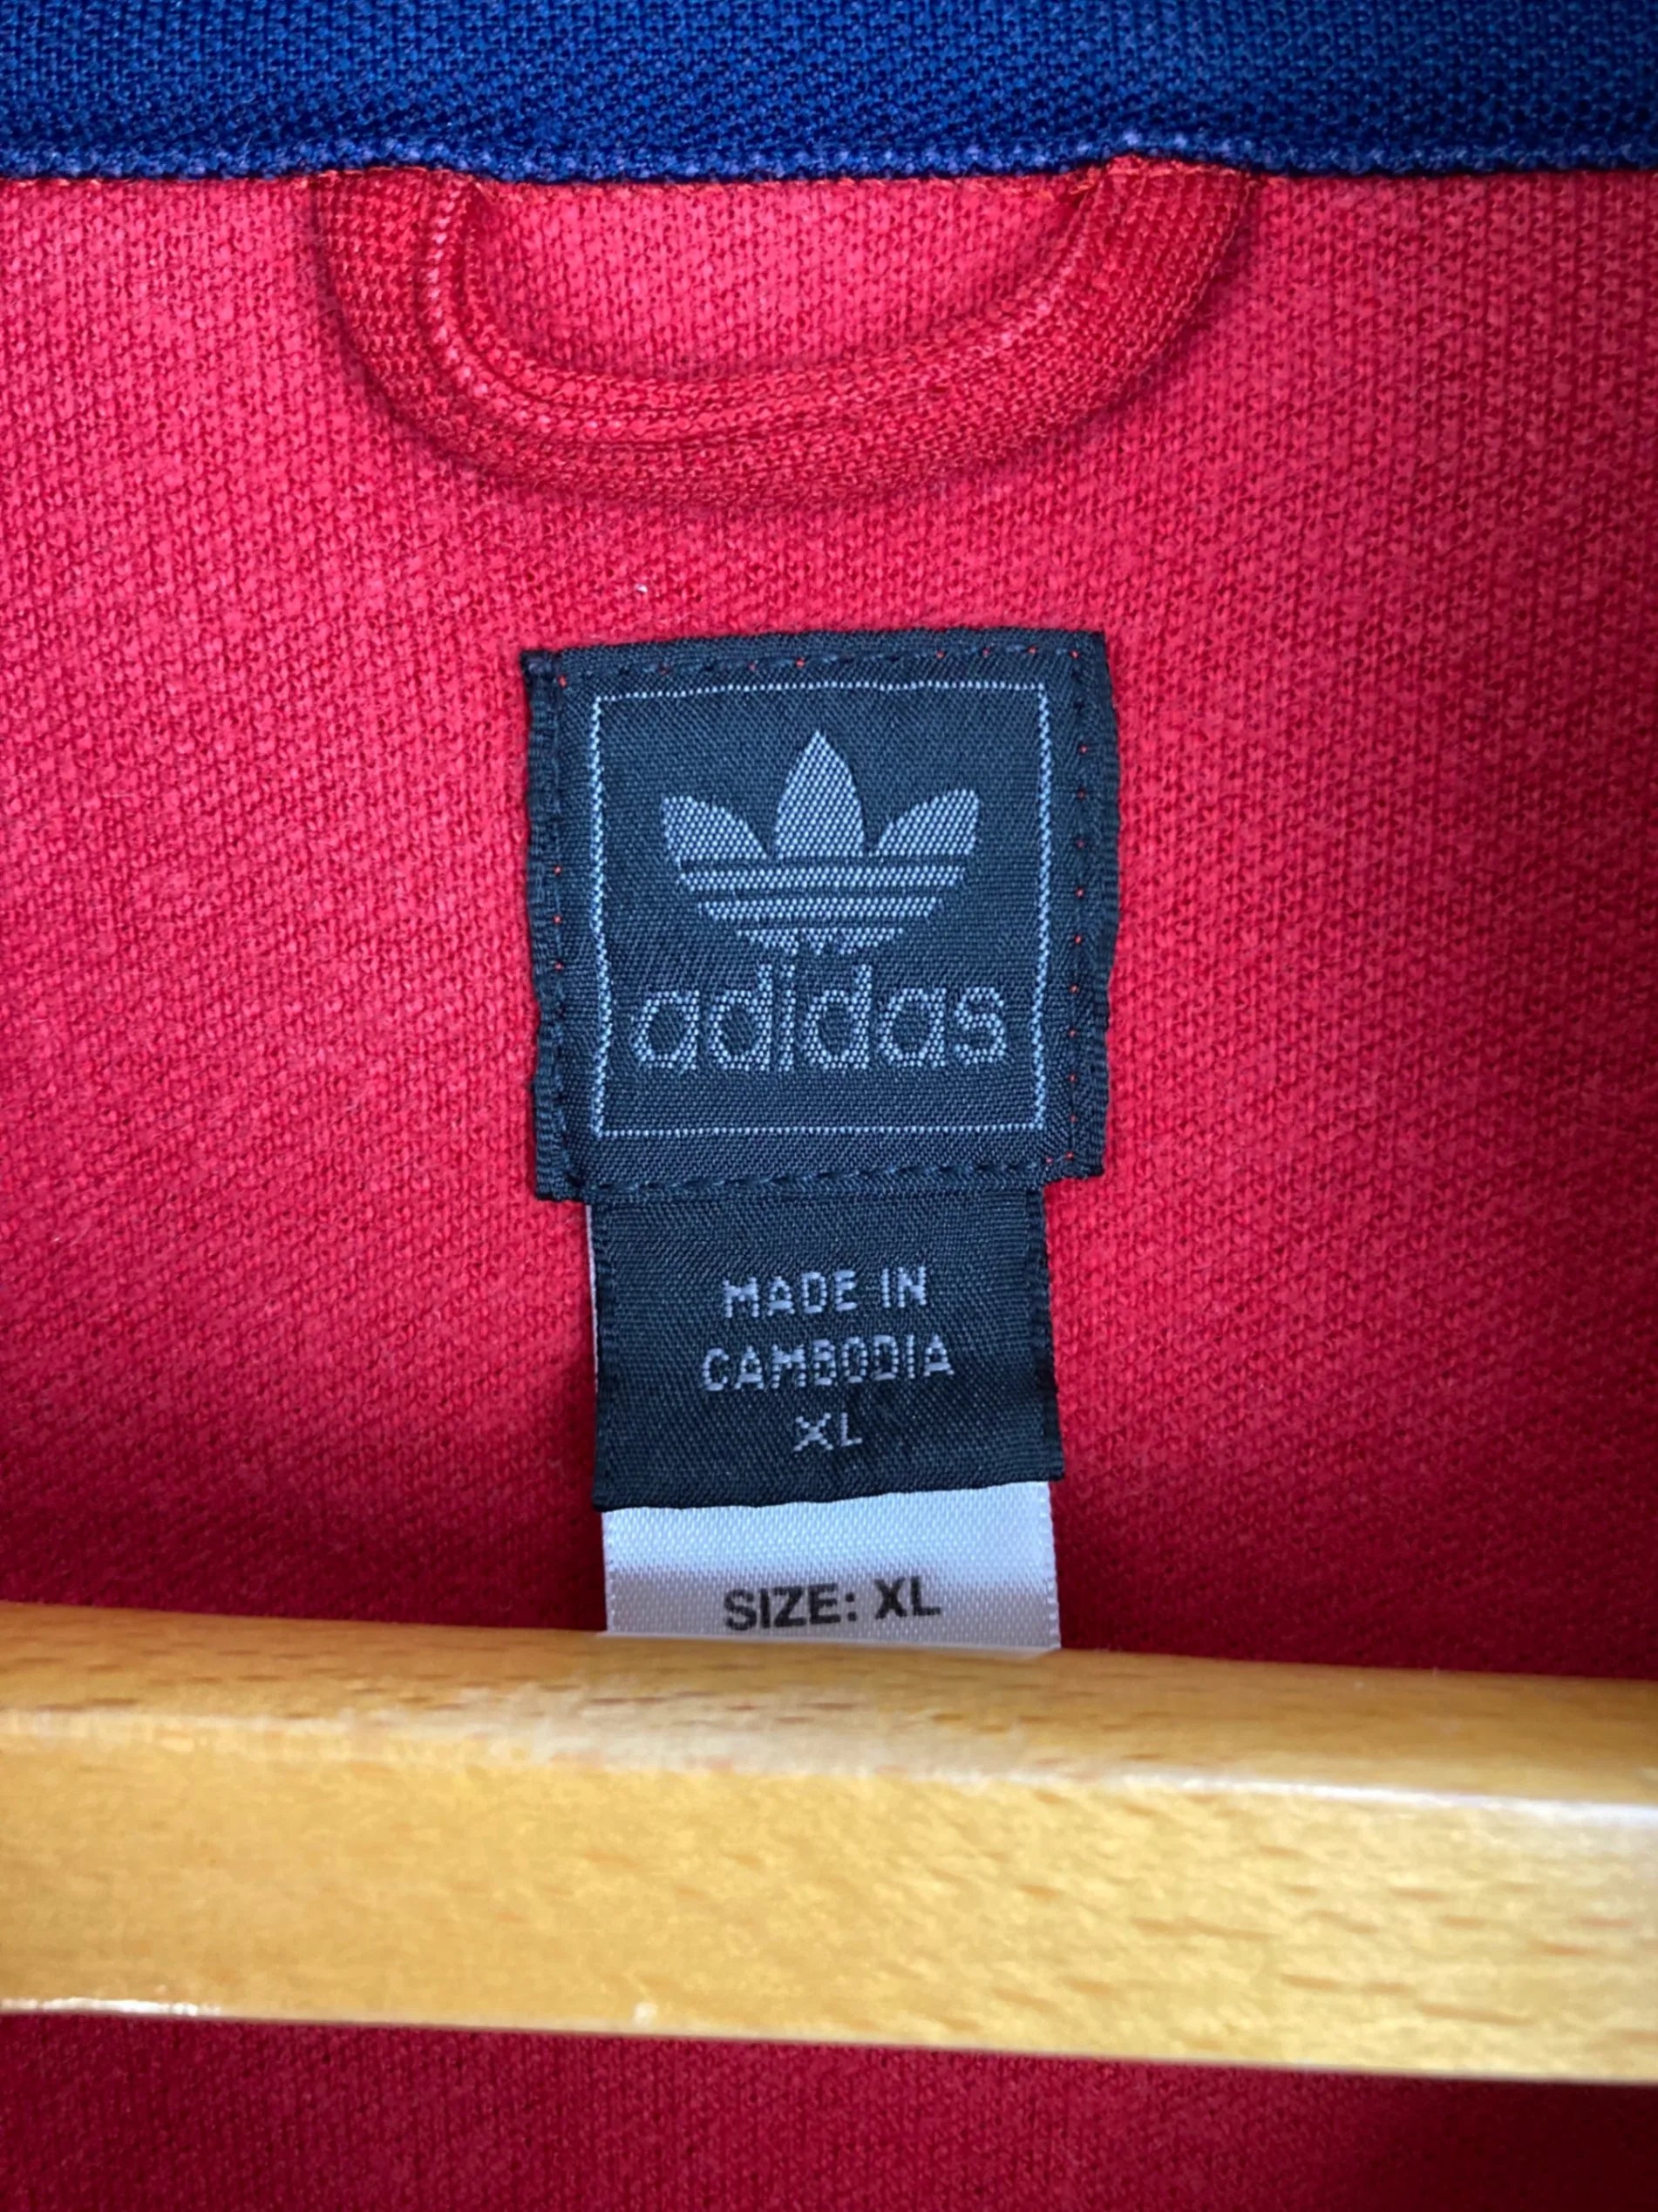 adidas
MADE IN
CAMBODIA
XL
SIZE: XL